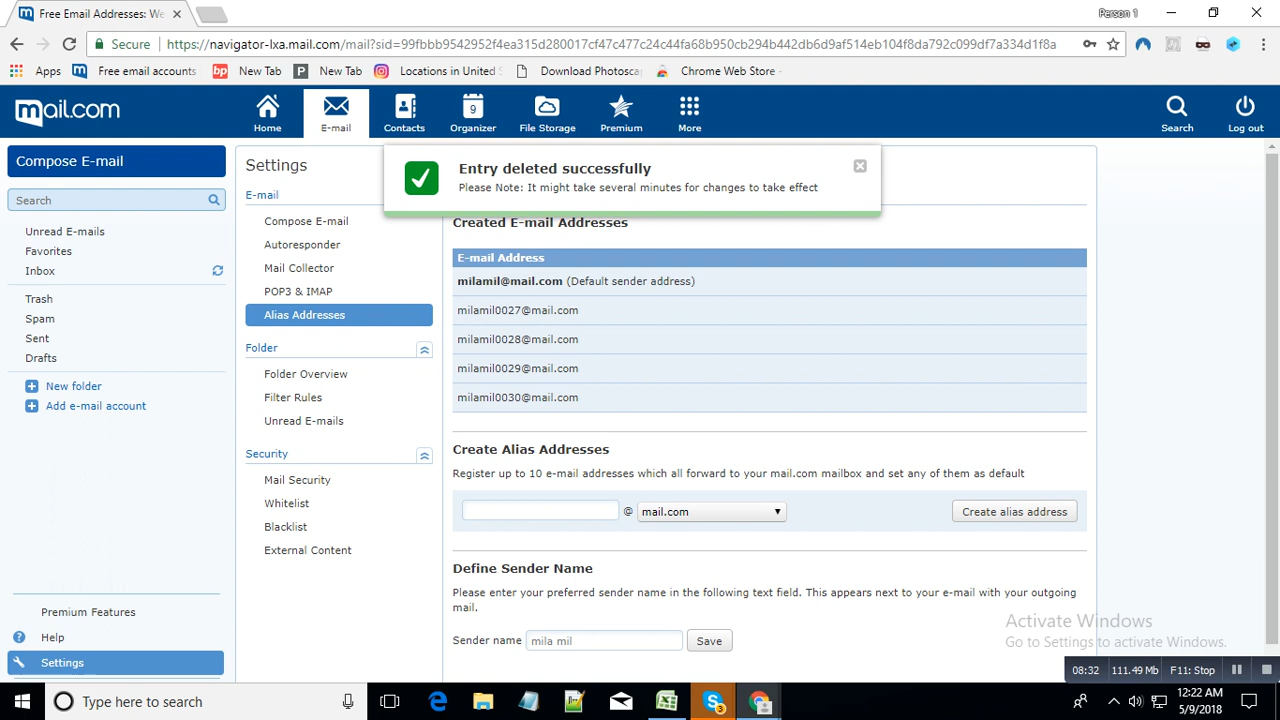 Free Email Addresses: We
Person 1
Secure
https://navigator-lxa.mail.com/mail?sid=99fbbb9542952f4ea315d280017cf47c477c24c44fa68b950cb294b442db6d9af514eb104f8da792c099df7a334d1f8a
Apps
Free email accounts
bp
New Tab
P
New Tab
Locations in United
Download Photosca
Chrome Web Store -
mail.com
Home
E-mail
Contacts
9
Organizer
File Storage
Premium
More
Search
Log out
Compose E-mail
Search
Unread E-mails
Favorites
Inbox
Trash
Spam
Sent
Drafts
New folder
Add e-mail account
Premium Features
Help
Settings
Settings
E-mail
Compose E-mail
Autoresponder
Mail Collector
POP3 & IMAP
Alias Addresses
Folder
Folder Overview
Filter Rules
Unread E-mails
Security
Mail Security
Whitelist
Blacklist
External Content
Entry deleted successfully
Please Note: It might take several minutes for changes to take effect
Created E-mail Addresses
E-mail Address
milamil@mail.com (Default sender address)
milamil0027@mail.com
milamil0028@mail.com
milamil0029@mail.com
milamil0030@mail.com
Create Alias Addresses
Register up to 10 e-mail addresses which all forward to your mail.com mailbox and set any of them as default
@ mail.com
Create alias address
Define Sender Name
Please enter your preferred sender name in the following text field. This appears next to your e-mail with your outgoing
mail.
Sender name mila mil Save
Activate Windows
Go to Settings to activate Windows.
08:32 111.49 Mb F11: Stop
Type here to search
3
12:22 AM
5/9/2018